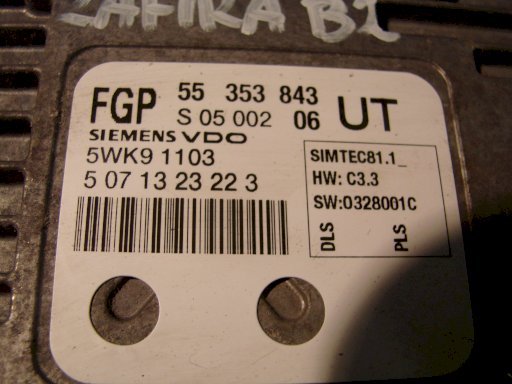 ZAFIRA B1
FGP 55 353 843 UT
S 05 002 06
SIEMENS VDO
5WK9 1103
5 07 13 23 22 3
SIMTEC81.1_
HW: C3.3
SW:0328001C
DLS PLS